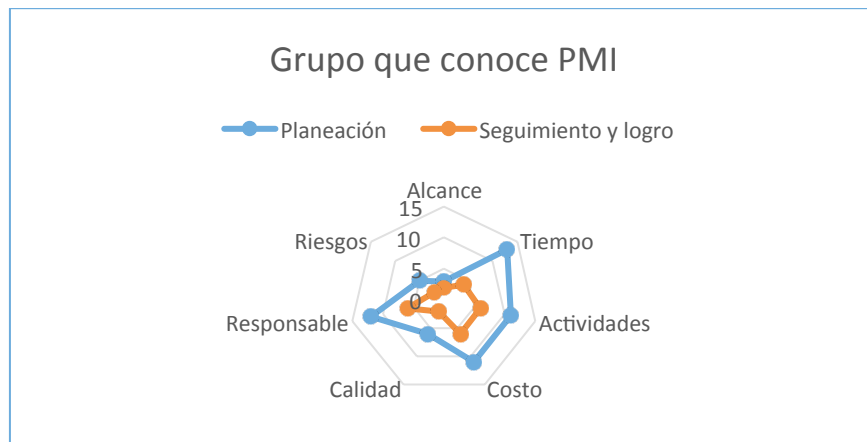 Grupo que conoce PMI
Planeación
Seguimiento y logro
Alcance
15
Riesgos
10
Tiempo
5
0
Responsable
Actividades
Calidad
Costo